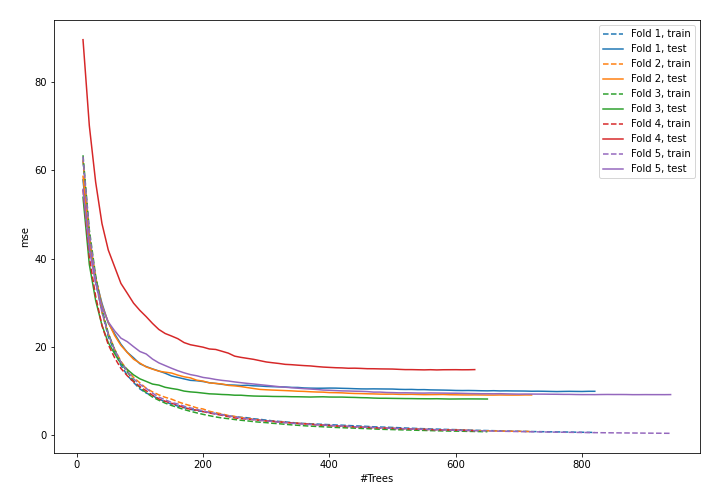 Fold 1, train
Fold 1, test
Fold 2, train
Fold 2, test
Fold 3, train
Fold 3, test
Fold 4, train
Fold 4, test
Fold 5, train
Fold 5, test
mse
80
60
40
20
0
0 200 400 600 800
#Trees